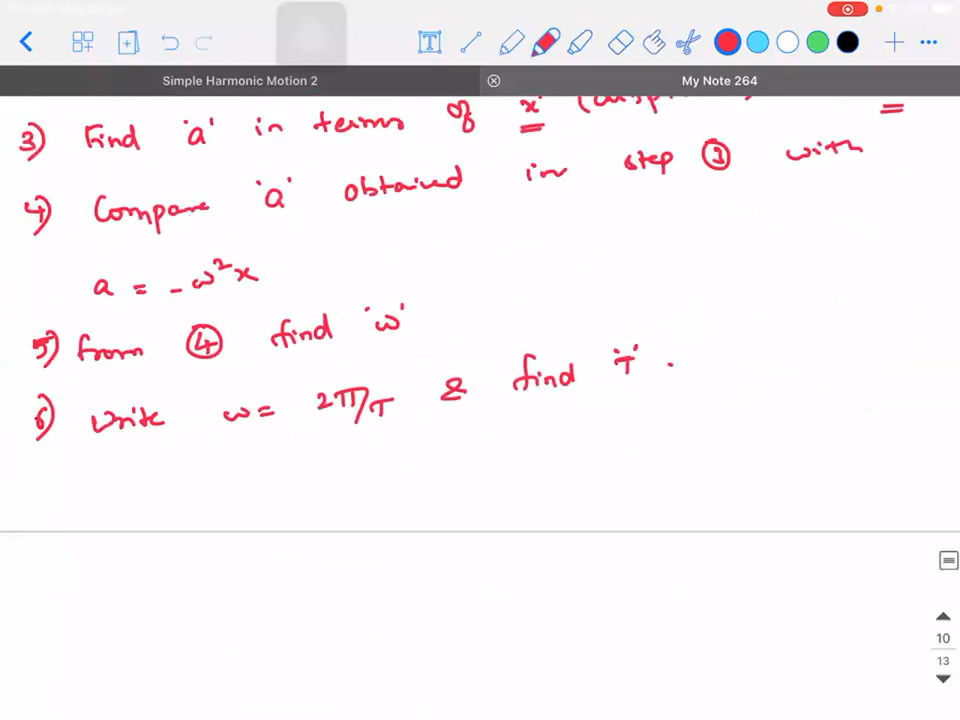 Simple Harmonic Motion 2
My Note 264
3) Find 'a' in terms of 'x'
4) Compare 'a' obtained in step ③ with
a = -ω²x
5) from ④ find 'ω'
6) Write ω = 2π/T & find 'T'.
10
13